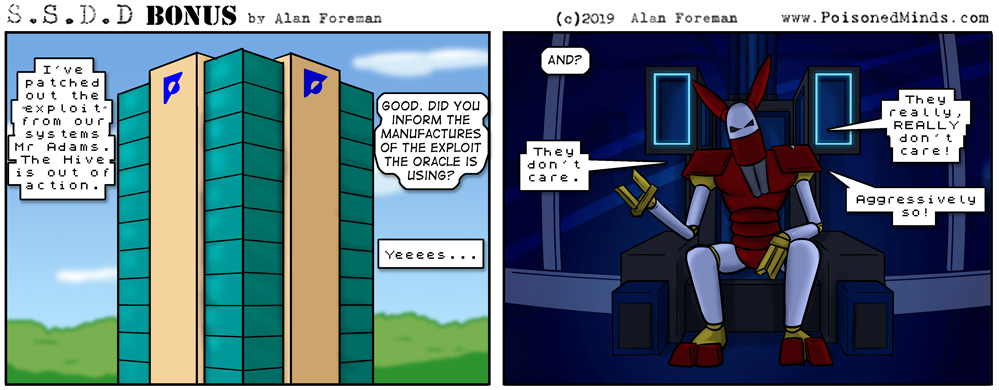 S.S.D.D BONUS by Alan Foreman
(c)2019 Alan Foreman
www.PoisonedMinds.com
I've
patched
out the
exploit
from our
systems
Mr Adams.
The Hive
is out of
action.
GOOD. DID YOU
INFORM THE
MANUFACTURES
OF THE EXPLOIT
THE ORACLE IS
USING?
Yeeees...
AND?
They
don't
care.
They
really,
REALLY
don't
care!
Aggressively
so!